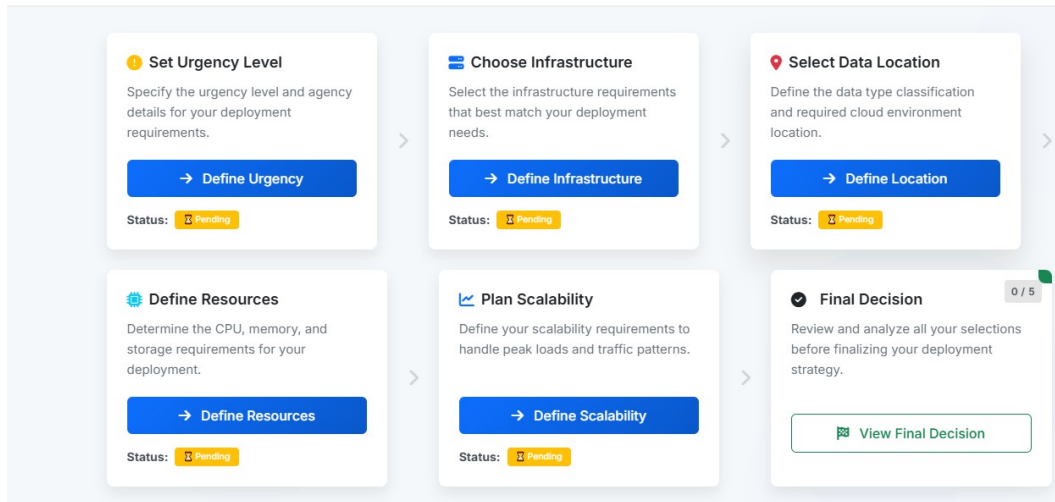 Set Urgency Level
Specify the urgency level and agency
details for your deployment
requirements.
Define Urgency
Status: Pending
Choose Infrastructure
Select the infrastructure requirements
that best match your deployment
needs.
Define Infrastructure
Status: Pending
Select Data Location
Define the data type classification
and required cloud environment
location.
Define Location
Status: Pending
Define Resources
Determine the CPU, memory, and
storage requirements for your
deployment.
Define Resources
Status: Pending
Plan Scalability
Define your scalability requirements to
handle peak loads and traffic patterns.
Define Scalability
Status: Pending
0 / 5
Final Decision
Review and analyze all your selections
before finalizing your deployment
strategy.
View Final Decision